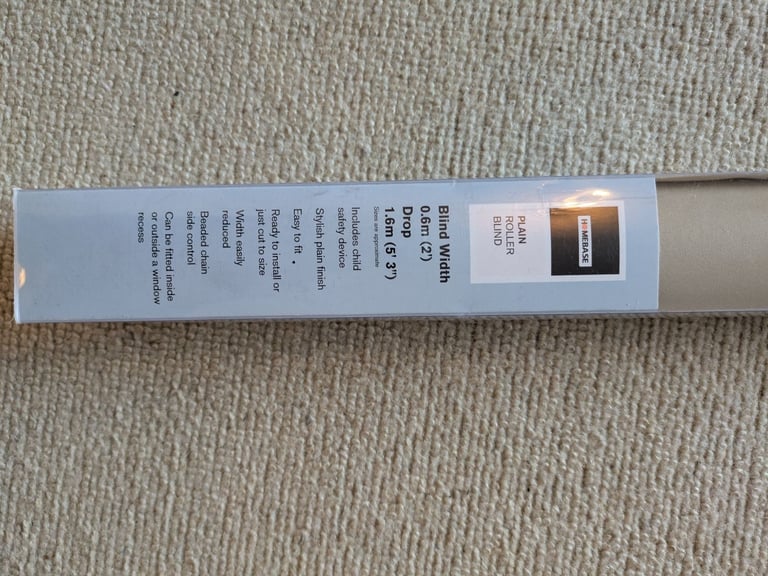 HOMEBASE
PLAIN
ROLLER
BLIND
Blind Width
0.6m (2')
Drop
1.6m (5' 3")
Sizes are approximate
Includes child
safety device
Stylish plain finish
Easy to fit
Ready to install or
just cut to size
Width easily
reduced
Beaded chain
side control
Can be fitted inside
or outside a window
recess